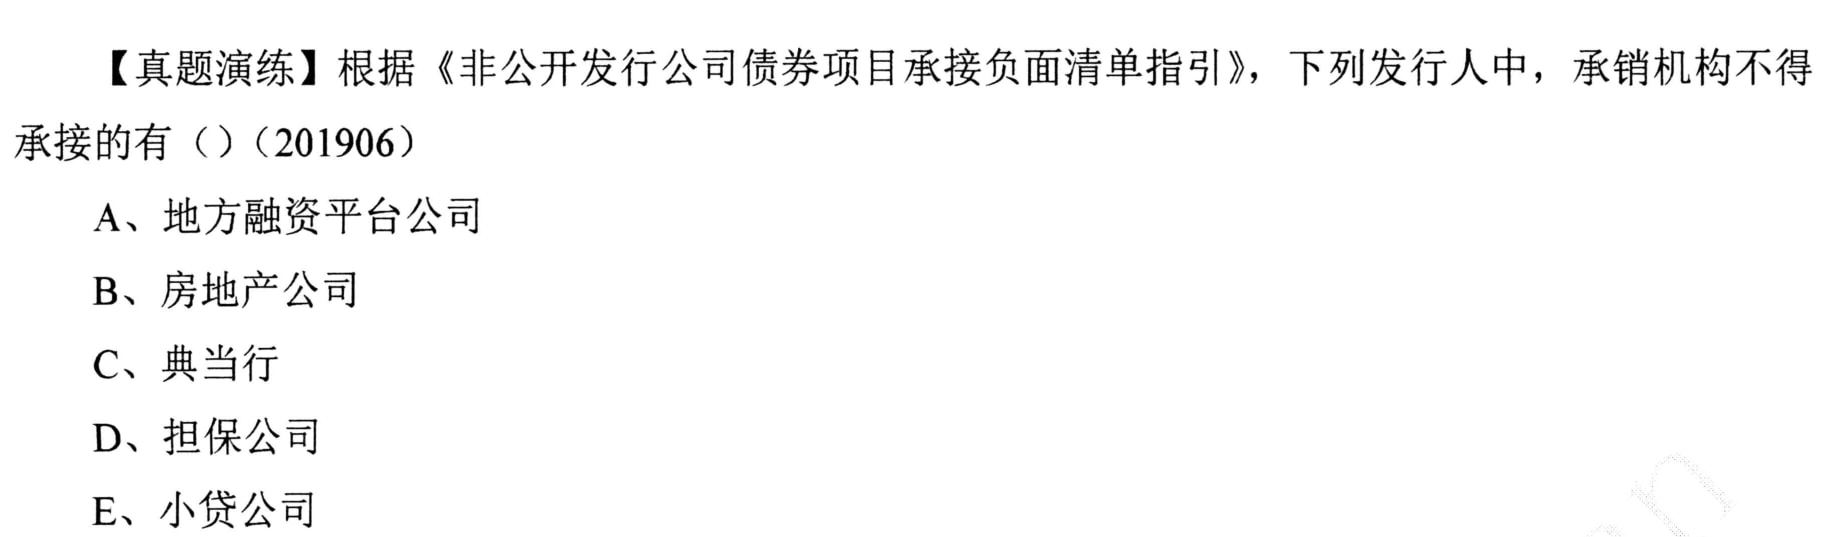 【真题演练】根据《非公开发行公司债券项目承接负面清单指引》，下列发行人中，承销机构不得
承接的有（）（201906）
A、地方融资平台公司
B、房地产公司
C、典当行
D、担保公司
E、小贷公司